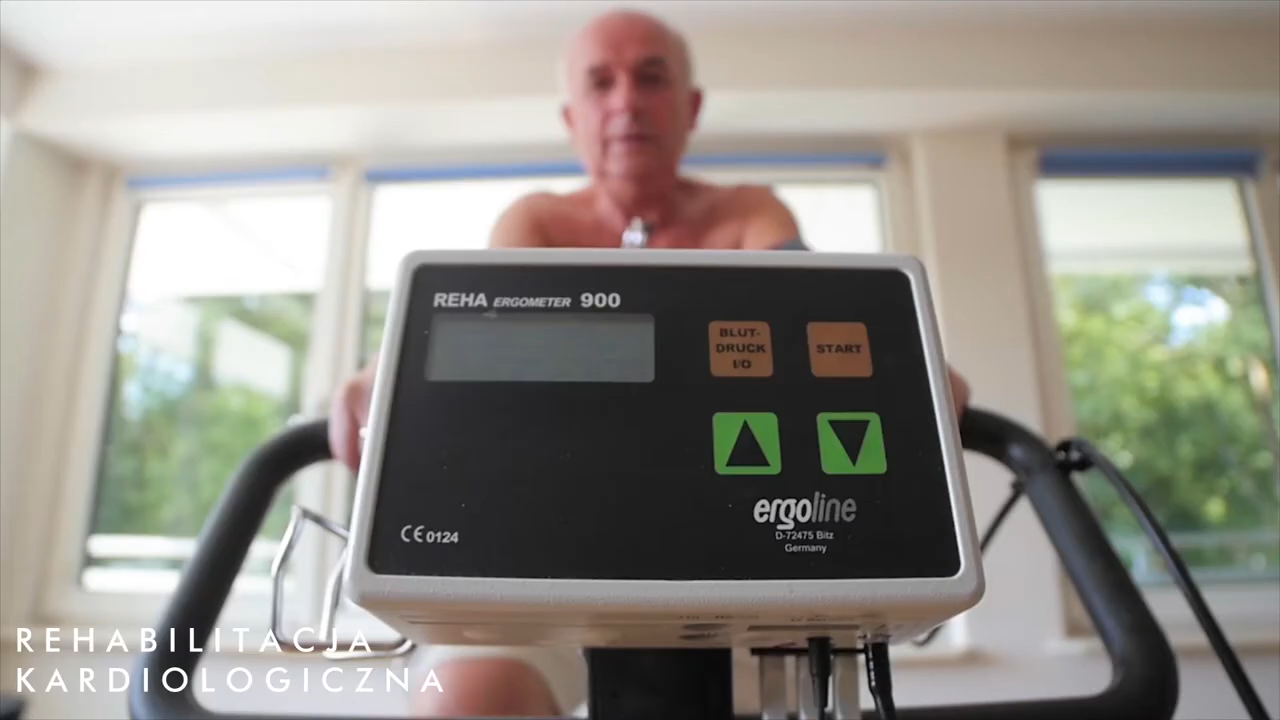 REHA ERGOMETER 900
BLUT-
DRUCK
I/O
START
ergoline
D-72475 Bitz
Germany
CE 0124
REHABILITACJA
KARDIOLOGICZNA